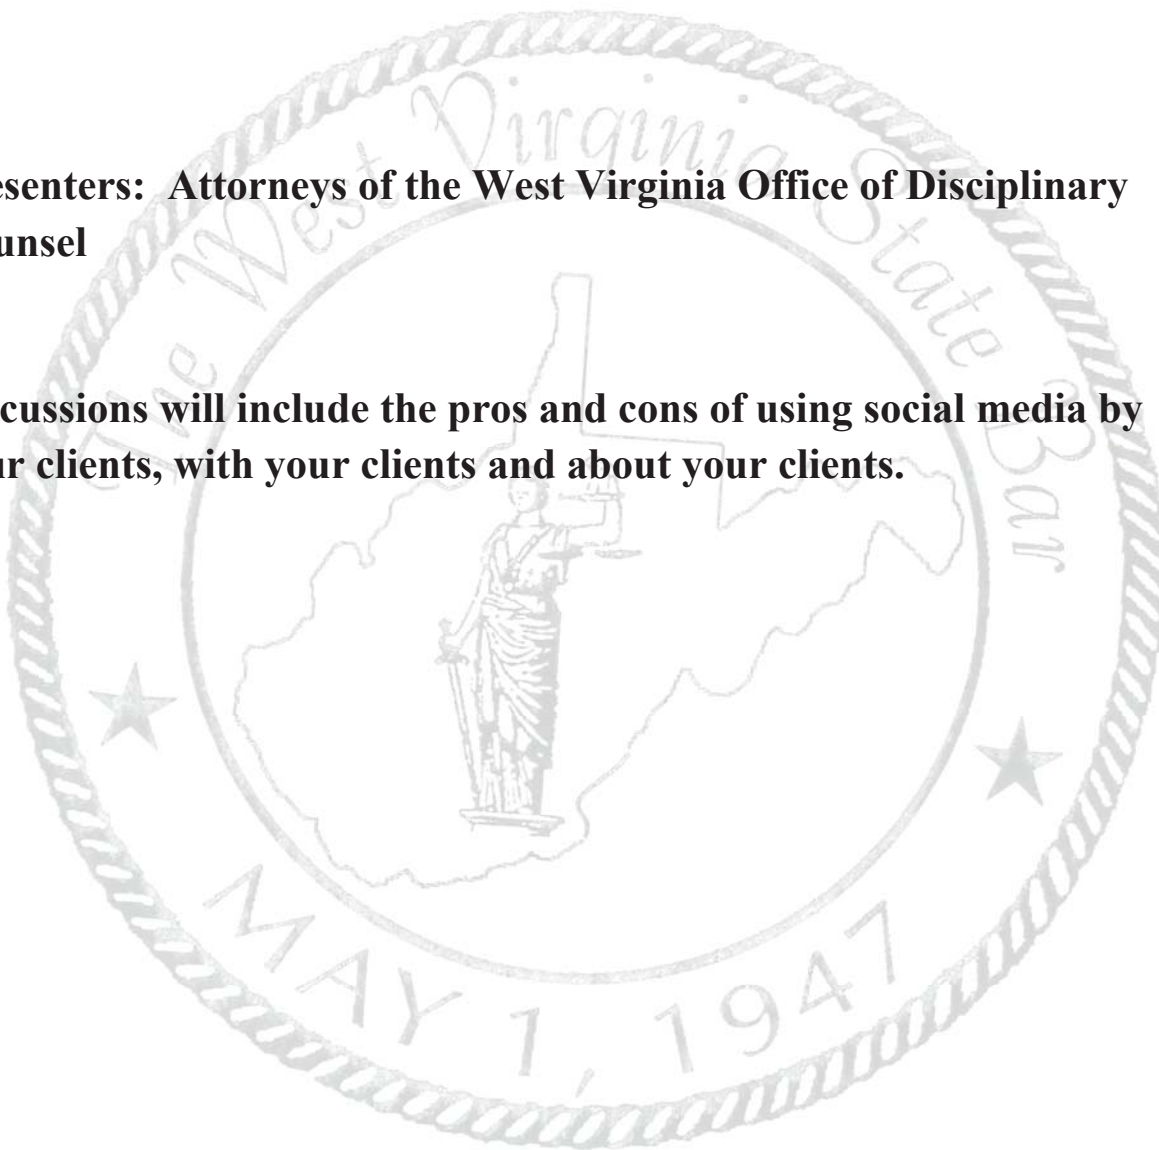 esenters: Attorneys of the West Virginia Office of Disciplinary
unsel
cussions will include the pros and cons of using social media by
ur clients, with your clients and about your clients.
The West Virginia State Bar
MAY 1, 1947